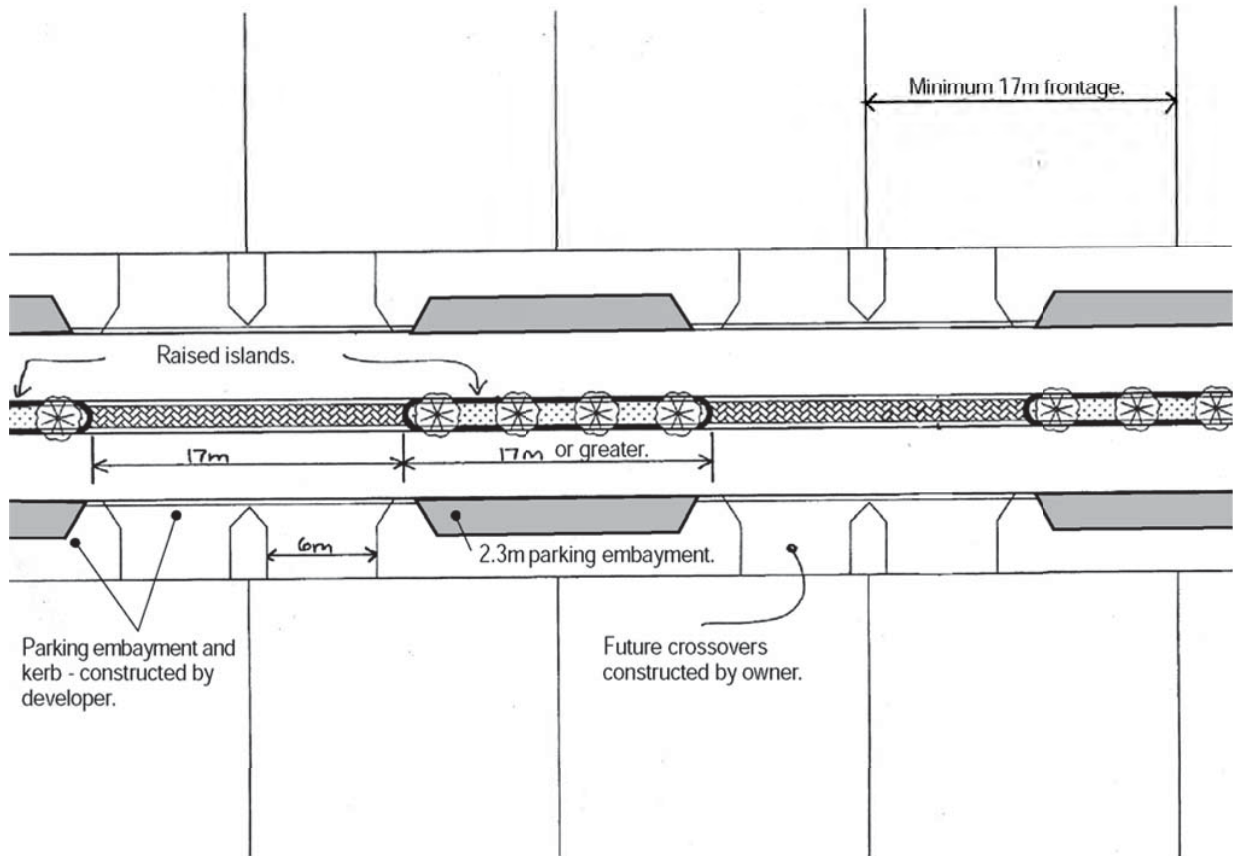 Minimum 17m frontage.
Raised islands.
17m
17m or greater.
6m
2.3m parking embayment.
Parking embayment and
kerb - constructed by
developer.
Future crossovers
constructed by owner.